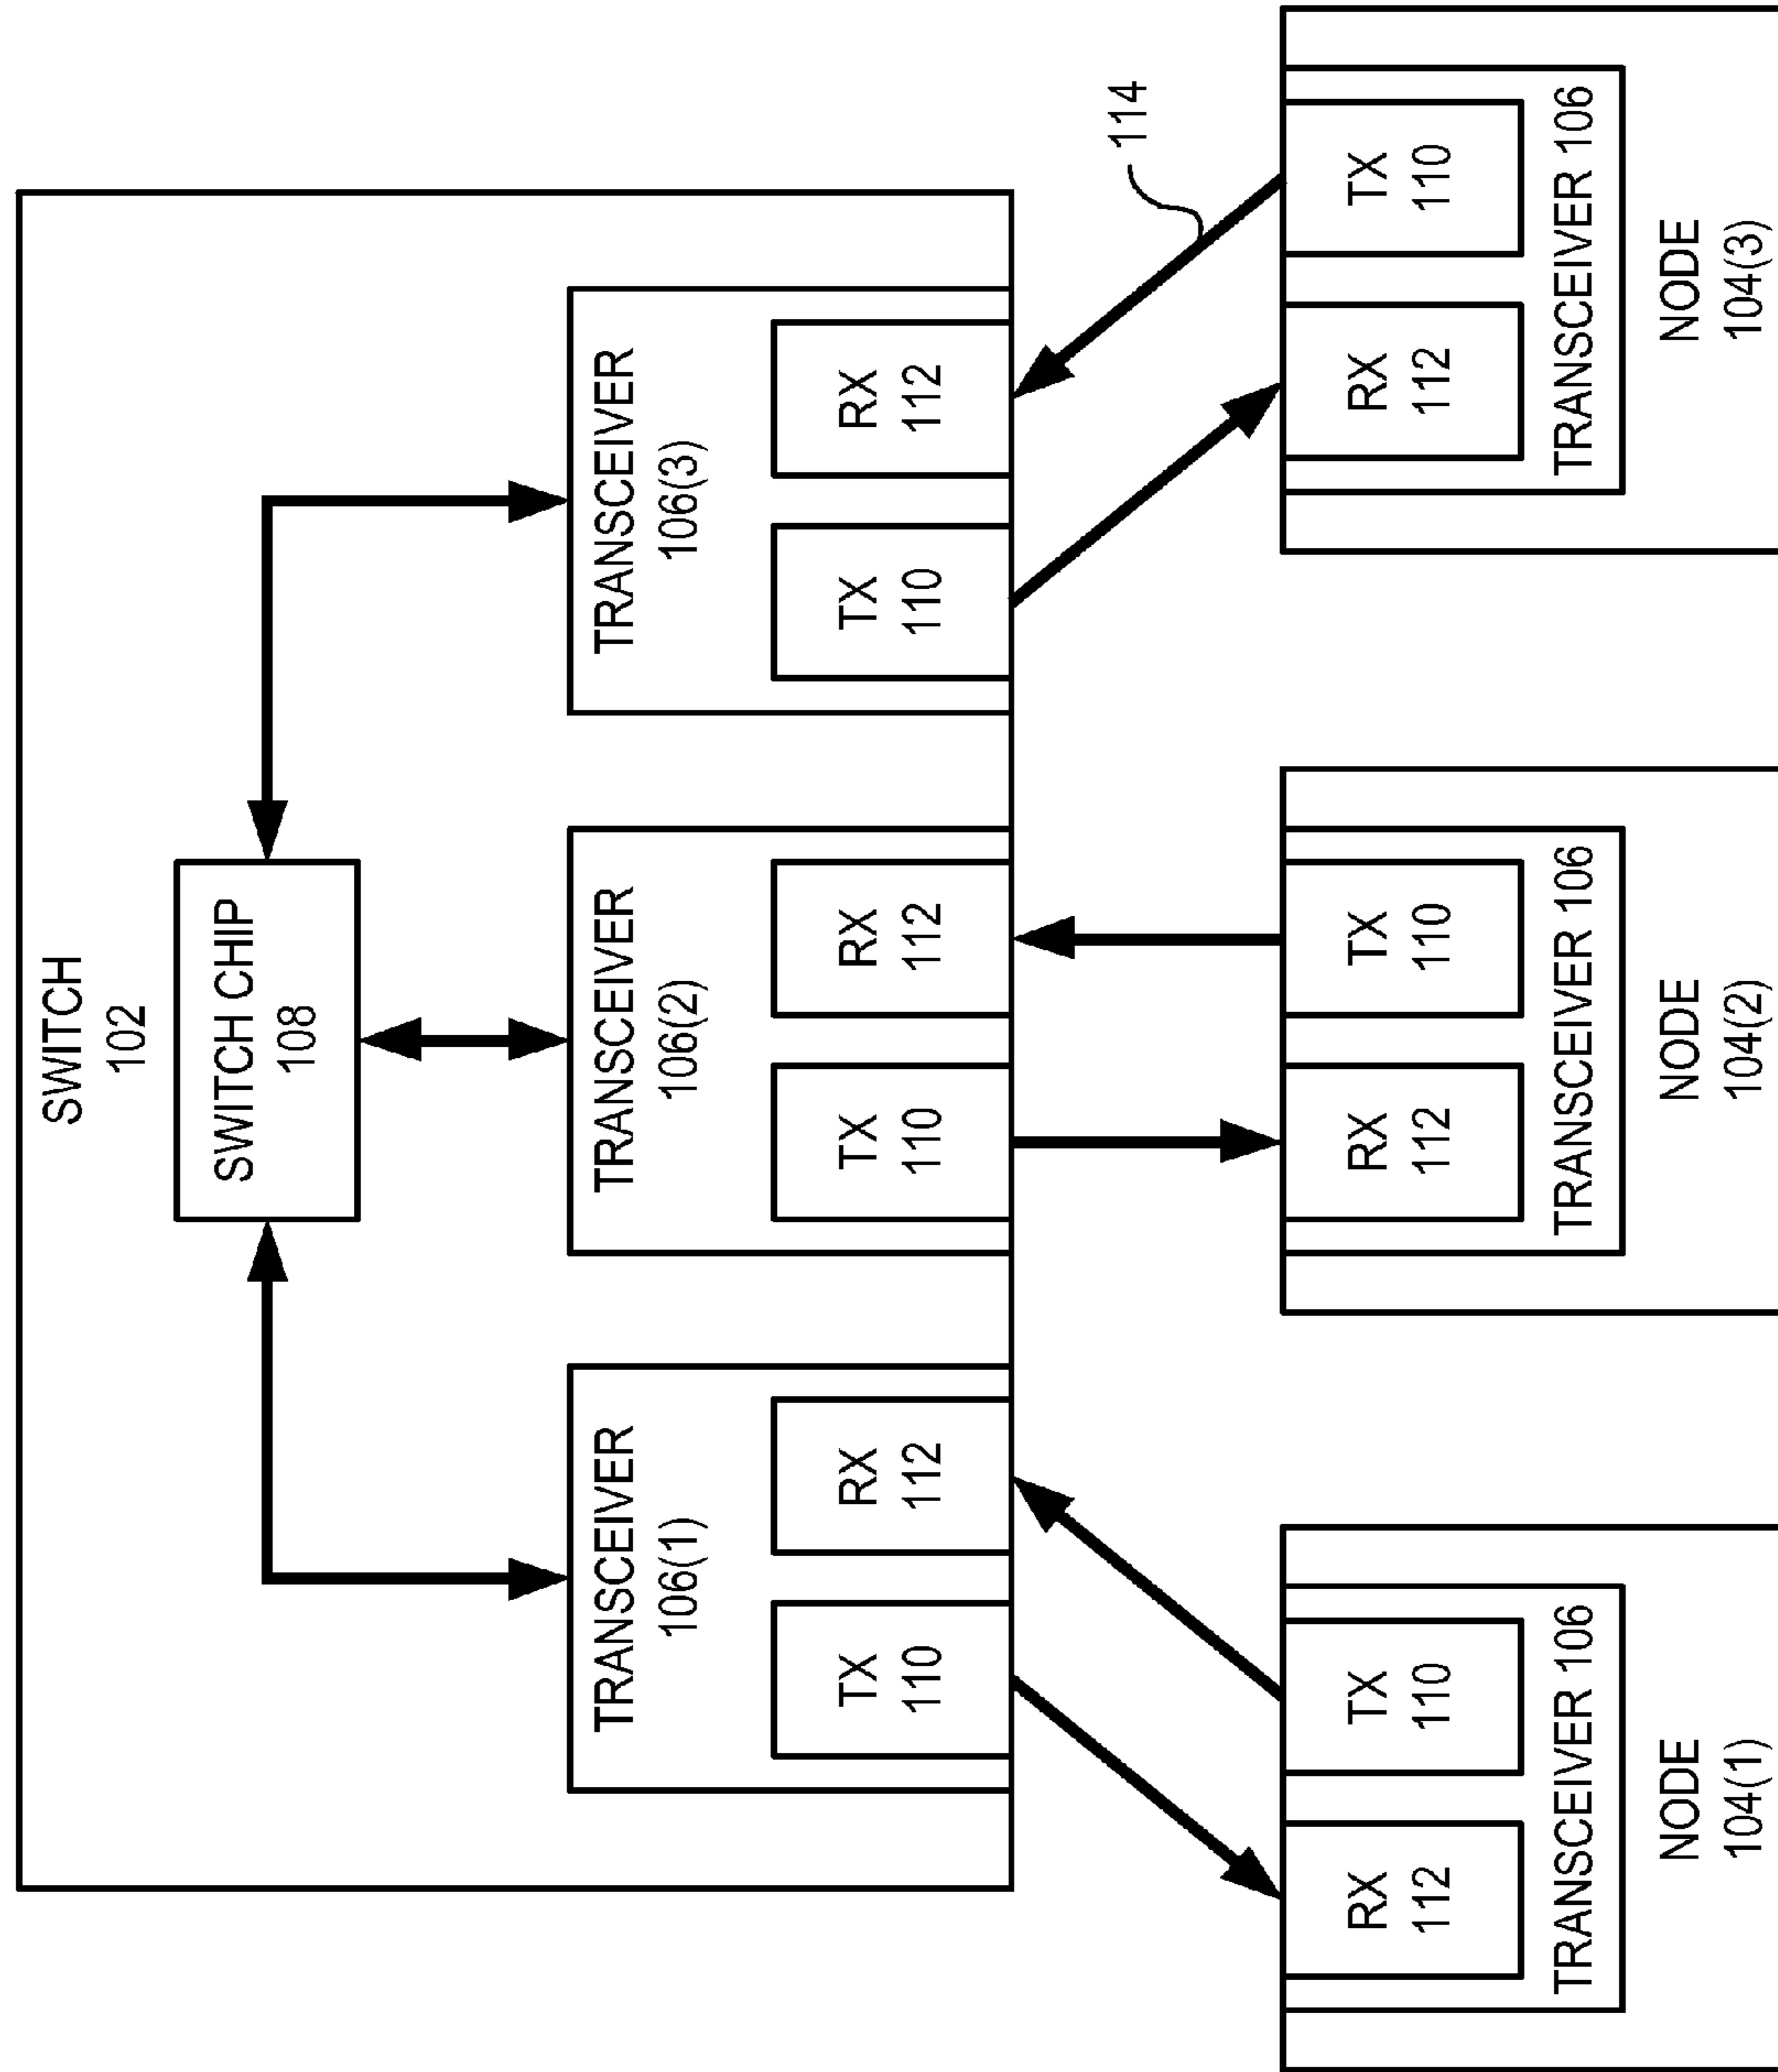 SWITCH
102
SWITCH CHIP
108
TRANSCEIVER
106(1)
TX
110
RX
112
TRANSCEIVER
106(2)
TX
110
RX
112
TRANSCEIVER
106(3)
TX
110
RX
112
114
RX
112
TX
110
TRANSCEIVER 106
NODE
104(1)
RX
112
TX
110
TRANSCEIVER 106
NODE
104(2)
RX
112
TX
110
TRANSCEIVER 106
NODE
104(3)